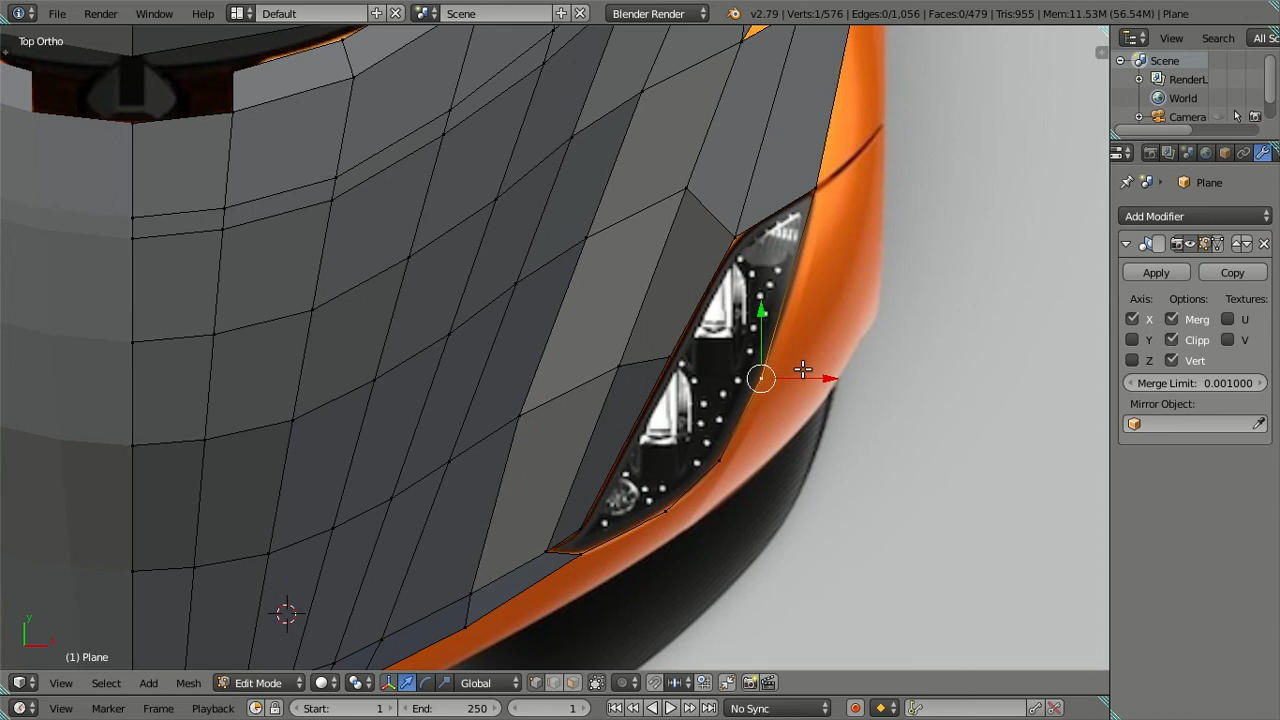 File Render Window Help Default Scene Blender Render v2.79 | Verts:1/576 | Edges:0/1,056 | Faces:0/479 | Tris:955 | Mem:11.53M (56.54M) | Plane
Top Ortho
View Search All Sc
Scene
RenderL
World
Camera
Plane
Add Modifier
Apply Copy
Axis: Options: Textures:
X Merg U
Y Clipp V
Z Vert
Merge Limit: 0.001000
Mirror Object:
y
x
(1) Plane
View Select Add Mesh Edit Mode Global
View Marker Frame Playback Start: 1 End: 250 1 No Sync